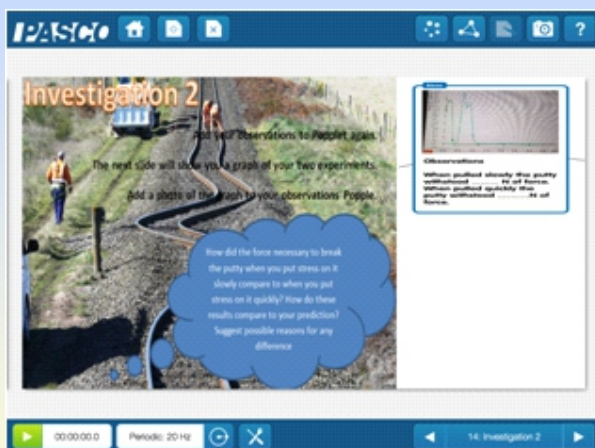 PASCO
?
Investigation 2
Add your observations to Popplet again.
The next slide will show you a graph of your two experiments.
Add a photo of the graph to your observations Popple
How did the force necessary to break
the putty when you put stress on it
slowly compare to when you put
stress on it quickly? How do these
results compare to your prediction?
Suggest possible reasons for any
difference
Observations
When pulled slowly the putty
withstood ........ N of force.
When pulled quickly the
putty withstood .........N of
force.
00:00:00.0
Periodic: 20 Hz
14: Investigation 2